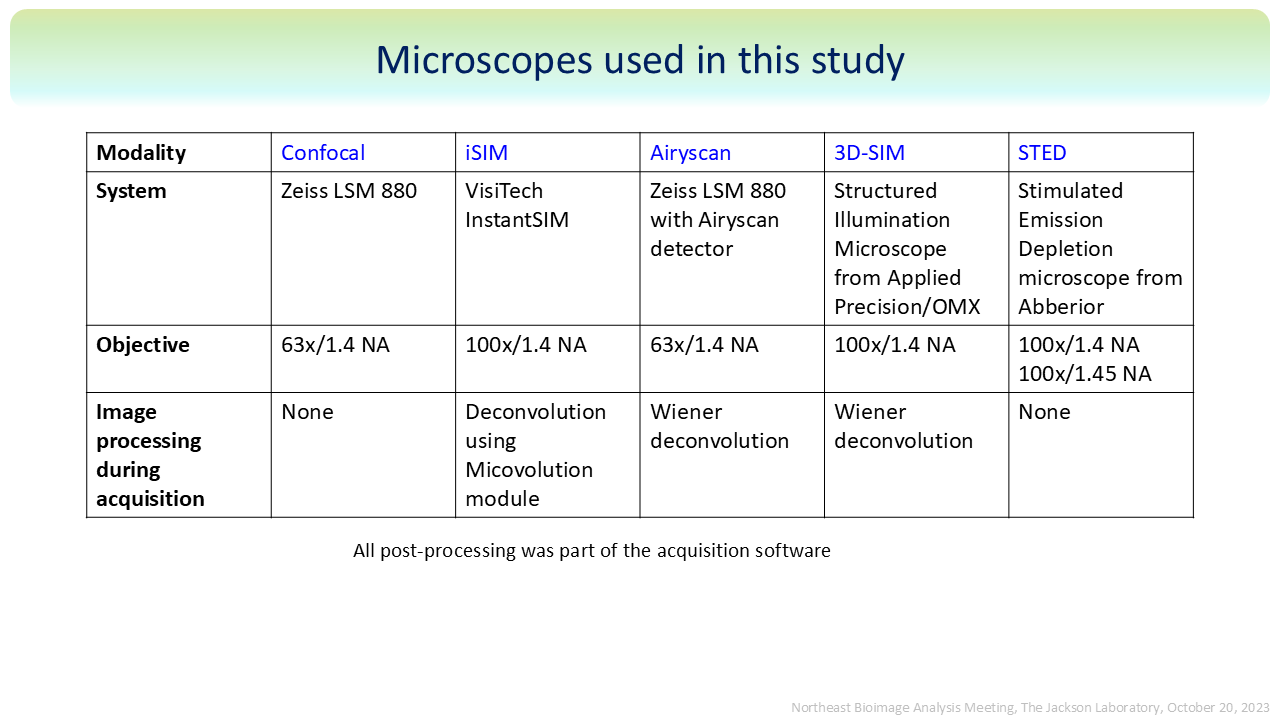 Microscopes used in this study
Modality
Confocal
iSIM
Airyscan
3D-SIM
STED
System
Zeiss LSM 880
VisiTech
InstantSIM
Zeiss LSM 880
with Airyscan
detector
Structured
Illumination
Microscope
from Applied
Precision/OMX
Stimulated
Emission
Depletion
microscope from
Abberior
Objective
63x/1.4 NA
100x/1.4 NA
63x/1.4 NA
100x/1.4 NA
100x/1.4 NA
100x/1.45 NA
Image
processing
during
acquisition
None
Deconvolution
using
Micovolution
module
Wiener
deconvolution
Wiener
deconvolution
None
All post-processing was part of the acquisition software
Northeast Bioimage Analysis Meeting, The Jackson Laboratory, October 20, 2023